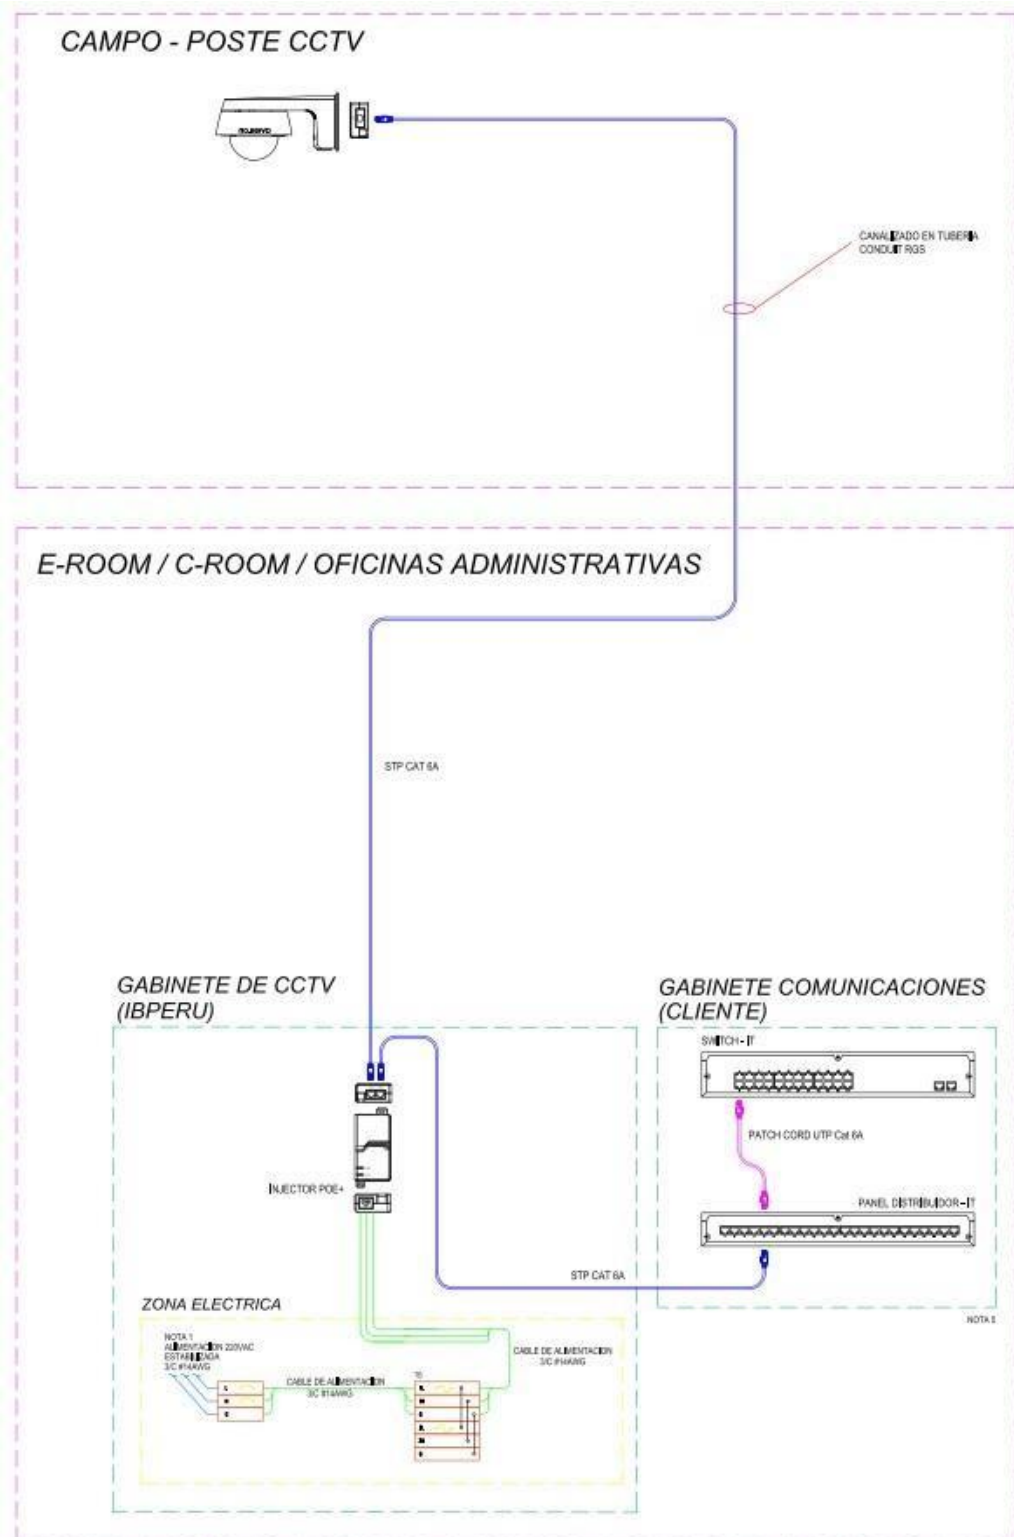 CAMPO - POSTE CCTV
CANALIZADO EN TUBERIA
CONDUIT RGS
E-ROOM / C-ROOM / OFICINAS ADMINISTRATIVAS
STP CAT 6A
GABINETE DE CCTV
(IBPERU)
GABINETE COMUNICACIONES
(CLIENTE)
SWITCH - IT
PATCH CORD UTP Cat 6A
INJECTOR POE+
PANEL DISTRIBUIDOR-IT
STP CAT 6A
ZONA ELECTRICA
NOTA
NOTA 1
ALIMENTACION 220VAC
ESTABILIZADA
3/C #14AWG
CABLE DE ALIMENTACION
3/C #14AWG
CABLE DE ALIMENTACION
3/C #14AWG